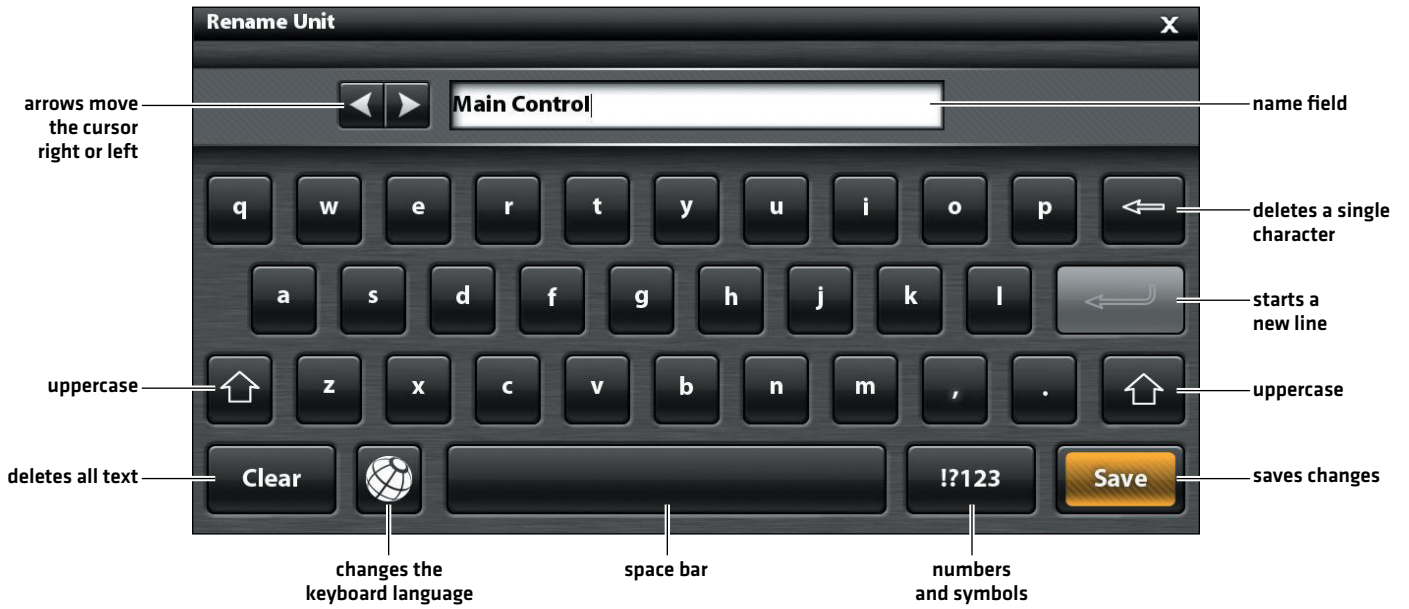 Rename Unit X
arrows move
the cursor
right or left
Main Control
name field
q w e r t y u i o p
deletes a single
character
a s d f g h j k l
starts a
new line
uppercase
z x c v b n m , .
uppercase
deletes all text
Clear
!?123
Save
saves changes
changes the
keyboard language
space bar
numbers
and symbols